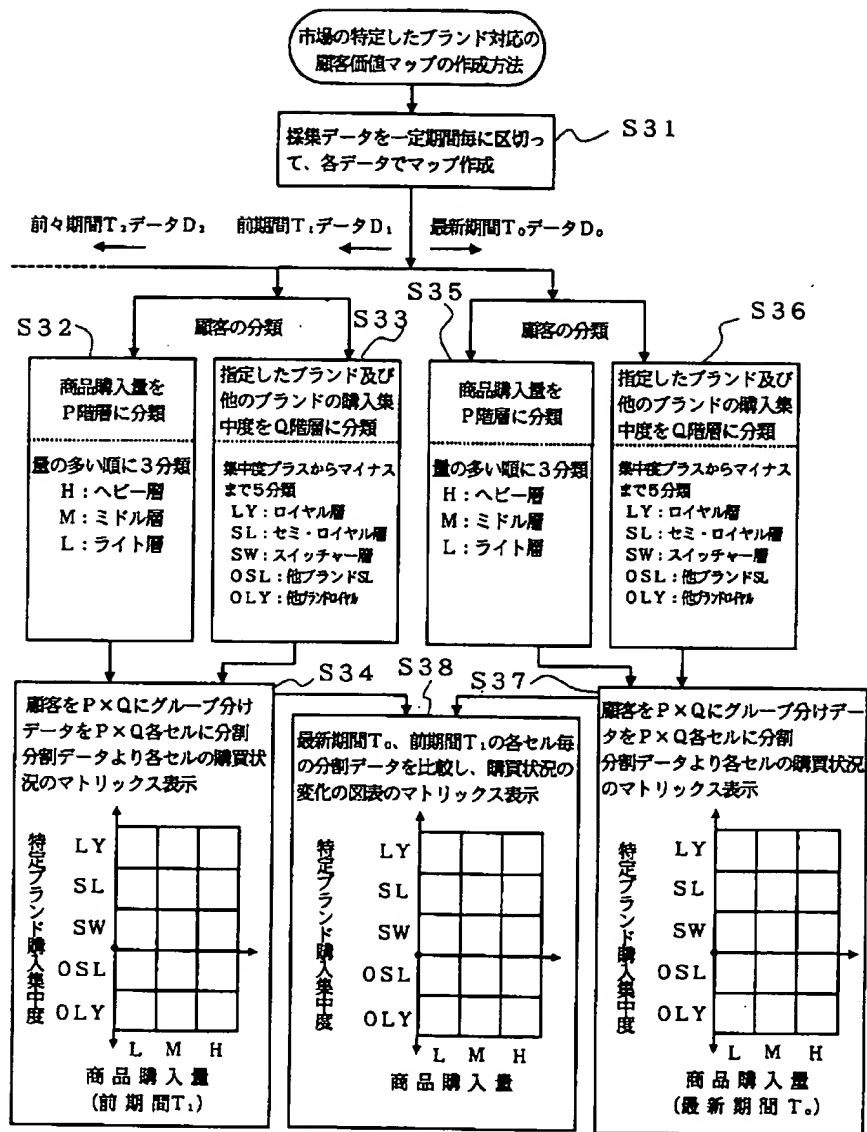 市場の特定したブランド対応の
顧客価値マップの作成方法
S31
採集データを一定期間毎に区切っ
て、各データでマップ作成
前々期間T₂データD₂
前期間T₁データD₁
最新期間T₀データD₀
S32
顧客の分類
S33
商品購入量を
P階層に分類
量の多い順に3分類
H:ヘビー層
M:ミドル層
L:ライト層
指定したブランド及び
他のブランドの購入集
中度をQ階層に分類
集中度プラスからマイナス
まで5分類
LY:ロイヤル層
SL:セミ・ロイヤル層
SW:スイッチャー層
OSL:他ブランドSL
OLY:他ブランドロイヤル
S35
顧客の分類
S36
商品購入量を
P階層に分類
量の多い順に3分類
H:ヘビー層
M:ミドル層
L:ライト層
指定したブランド及び
他のブランドの購入集
中度をQ階層に分類
集中度プラスからマイナス
まで5分類
LY:ロイヤル層
SL:セミ・ロイヤル層
SW:スイッチャー層
OSL:他ブランドSL
OLY:他ブランドロイヤル
S34
顧客をP×Qにグループ分け
データをP×Q各セルに分割
分割データより各セルの購買状
況のマトリックス表示
特定ブランド購入集中度
LY
SL
SW
OSL
OLY
L M H
商品購入量
(前期間T₁)
S38
最新期間T₀、前期間T₁の各セル毎
の分割データを比較し、購買状況の
変化の図表のマトリックス表示
特定ブランド購入集中度
LY
SL
SW
OSL
OLY
L M H
商品購入量
S37
顧客をP×Qにグループ分けデ
ータをP×Q各セルに分割
分割データより各セルの購買状況
のマトリックス表示
特定ブランド購入集中度
LY
SL
SW
OSL
OLY
L M H
商品購入量
(最新期間T₀)